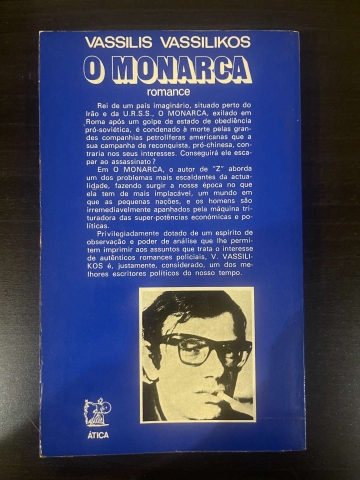 VASSILIS VASSILIKOS
O MONARCA
romance
Rei de um país imaginário, situado perto do
Irão e da U.R.S.S., O MONARCA, exilado em
Roma após um golpe de estado de obediência
pró-soviética, é condenado à morte pelas gran-
des companhias petrolíferas americanas que a
sua campanha de reconquista, pró-chinesa, con-
traria nos seus interesses. Conseguirá ele esca-
par ao assassinato?
Em O MONARCA, o autor de "Z" aborda
um dos problemas mais escaldantes da actua-
lidade, fazendo surgir a nossa época no que
ela tem de mais implacável, um mundo em
que as pequenas nações, e os homens são
irremediavelmente apanhados pela máquina tri-
turadora das super-potências económicas e po-
líticas.
Privilegiadamente dotado de um espírito de
observação e poder de análise que lhe permi-
tem imprimir aos assuntos que trata o interesse
de autênticos romances policiais, V. VASSILI-
KOS é, justamente, considerado, um dos me-
lhores escritores políticos do nosso tempo.
ÁTICA